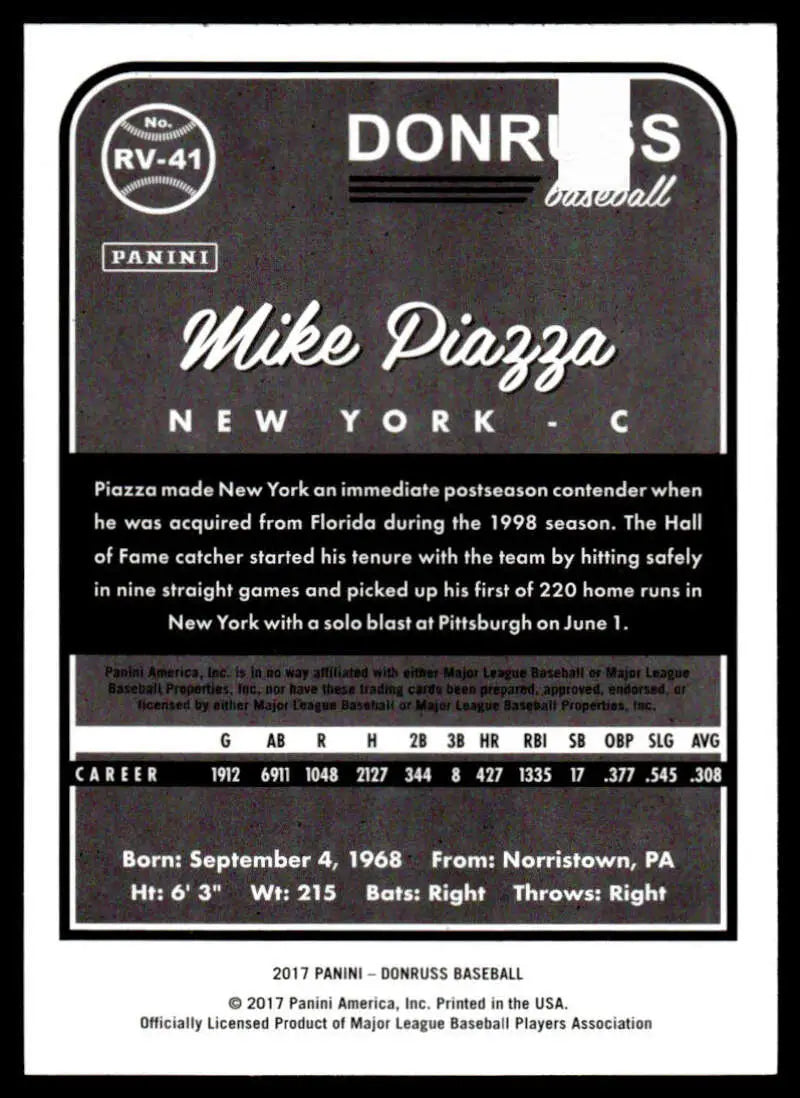 No.
RV-41
DONRUSS
baseball
PANINI
Mike Piazza
NEW YORK - C
Piazza made New York an immediate postseason contender when
he was acquired from Florida during the 1998 season. The Hall
of Fame catcher started his tenure with the team by hitting safely
in nine straight games and picked up his first of 220 home runs in
New York with a solo blast at Pittsburgh on June 1.
Panini America, Inc. is in no way affiliated with either Major League Baseball or Major League
Baseball Properties, Inc. nor have these trading cards been prepared, approved, endorsed, or
licensed by either Major League Baseball or Major League Baseball Properties, Inc.
G AB R H 2B 3B HR RBI SB OBP SLG AVG
CAREER 1912 6911 1048 2127 344 8 427 1335 17 .377 .545 .308
Born: September 4, 1968 From: Norristown, PA
Ht: 6' 3" Wt: 215 Bats: Right Throws: Right
2017 PANINI – DONRUSS BASEBALL
© 2017 Panini America, Inc. Printed in the USA.
Officially Licensed Product of Major League Baseball Players Association